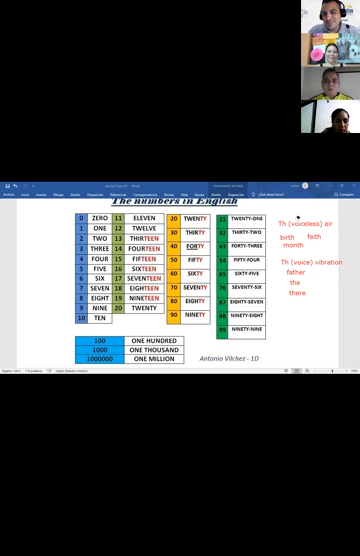 The numbers in English
0 ZERO
1 ONE
2 TWO
3 THREE
4 FOUR
5 FIVE
6 SIX
7 SEVEN
8 EIGHT
9 NINE
10 TEN
11 ELEVEN
12 TWELVE
13 THIRTEEN
14 FOURTEEN
15 FIFTEEN
16 SIXTEEN
17 SEVENTEEN
18 EIGHTEEN
19 NINETEEN
20 TWENTY
20 TWENTY
30 THIRTY
40 FORTY
50 FIFTY
60 SIXTY
70 SEVENTY
80 EIGHTY
90 NINETY
21 TWENTY-ONE
32 THIRTY-TWO
43 FORTY-THREE
54 FIFTY-FOUR
65 SIXTY-FIVE
76 SEVENTY-SIX
87 EIGHTY-SEVEN
98 NINETY-EIGHT
99 NINETY-NINE
Th (voiceless) air
birth faith
month
Th (voice) vibration
father
the
there
100 ONE HUNDRED
1000 ONE THOUSAND
1000000 ONE MILLION
Antonio Vilchez - 1D